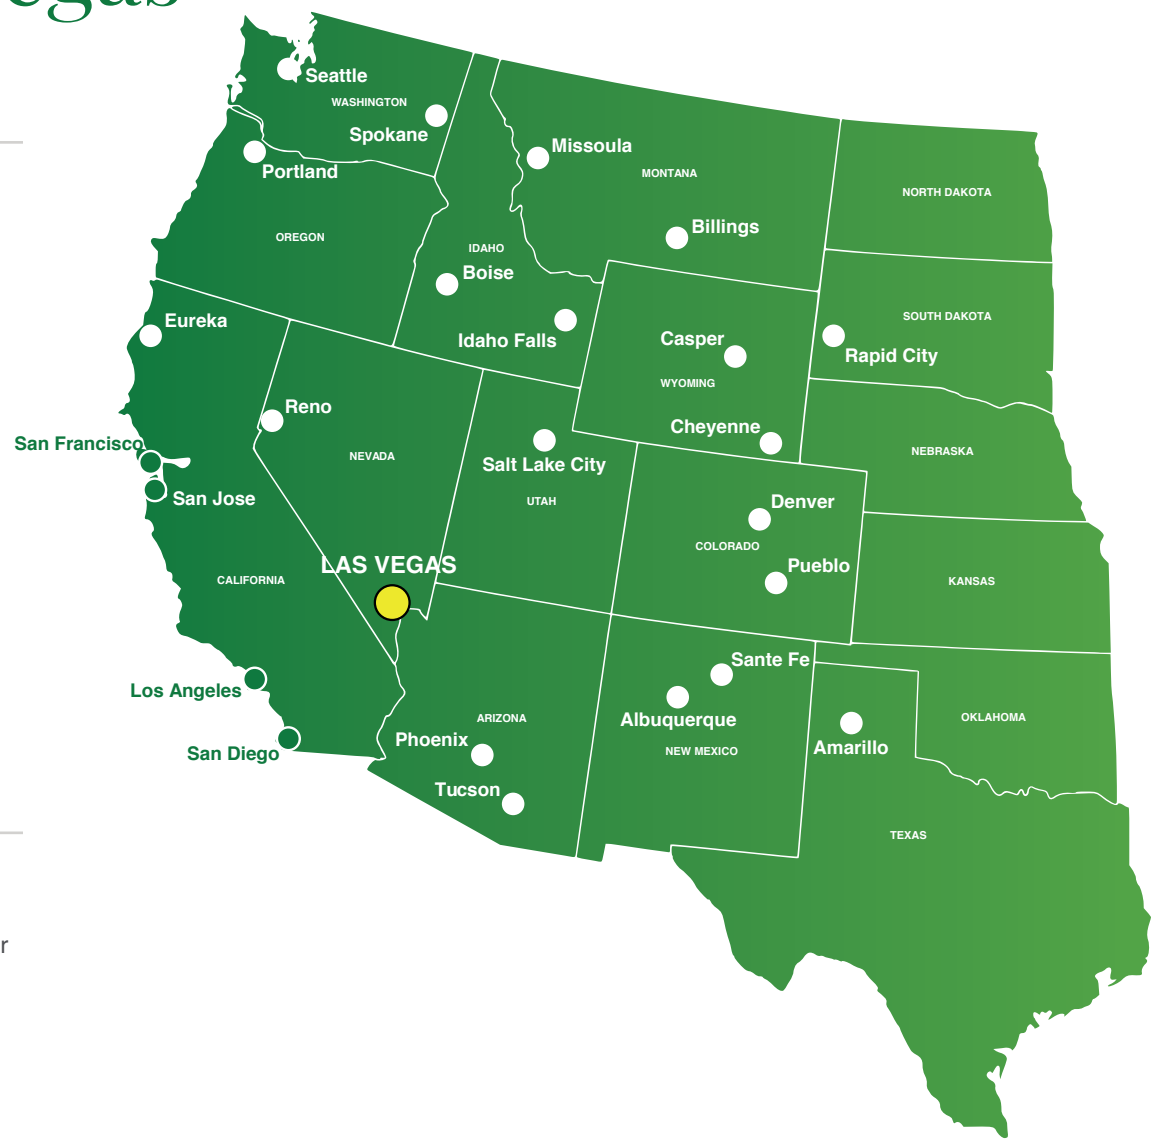 egas
Seattle
WASHINGTON
Spokane
Portland
Missoula
MONTANA
NORTH DAKOTA
OREGON
Billings
IDAHO
Boise
Eureka
Idaho Falls
SOUTH DAKOTA
Casper
Rapid City
WYOMING
Reno
Cheyenne
San Francisco
NEVADA
Salt Lake City
NEBRASKA
San Jose
UTAH
Denver
COLORADO
LAS VEGAS
Pueblo
CALIFORNIA
KANSAS
Sante Fe
Los Angeles
Albuquerque
ARIZONA
OKLAHOMA
Phoenix
NEW MEXICO
Amarillo
San Diego
Tucson
TEXAS
r